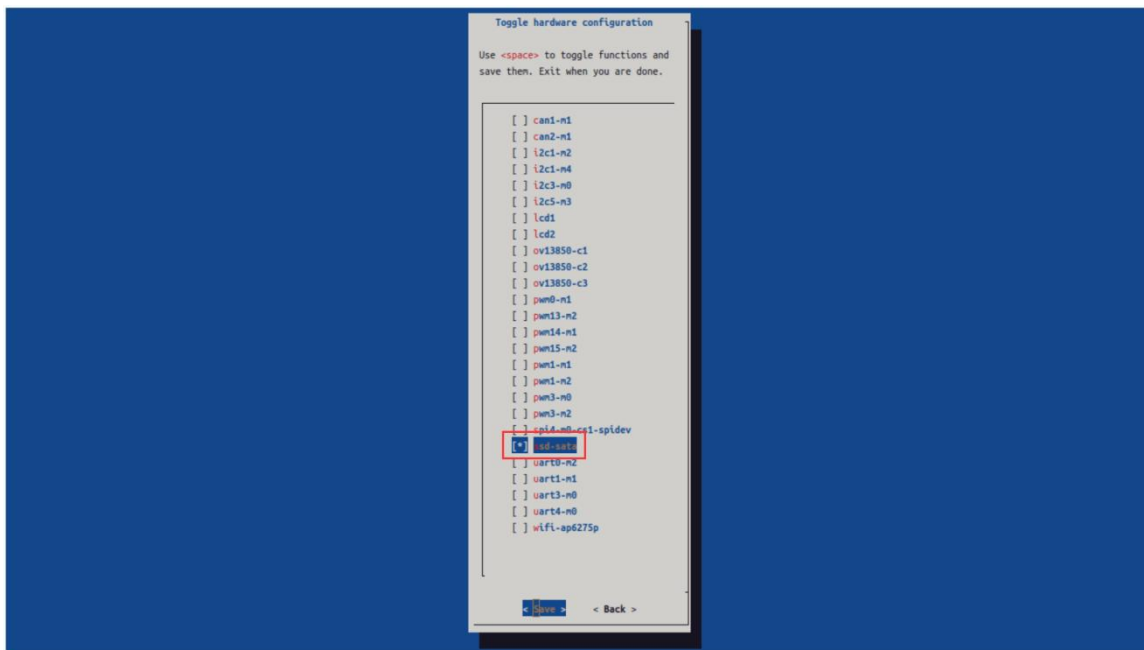 Toggle hardware configuration
Use <space> to toggle functions and
save them. Exit when you are done.
[ ] can1-m1
[ ] can2-m1
[ ] i2c1-m2
[ ] i2c1-m4
[ ] i2c3-m0
[ ] i2c5-m3
[ ] lcd1
[ ] lcd2
[ ] ov13850-c1
[ ] ov13850-c2
[ ] ov13850-c3
[ ] pwm0-m1
[ ] pwm13-m2
[ ] pwm14-m1
[ ] pwm15-m2
[ ] pwm1-m1
[ ] pwm1-m2
[ ] pwm3-m0
[ ] pwm3-m2
[ ] spi4-m0-cs1-spidev
[*] ssd-sata
[ ] uart0-m2
[ ] uart1-m1
[ ] uart3-m0
[ ] uart4-m0
[ ] wifi-ap6275p
< Save > < Back >